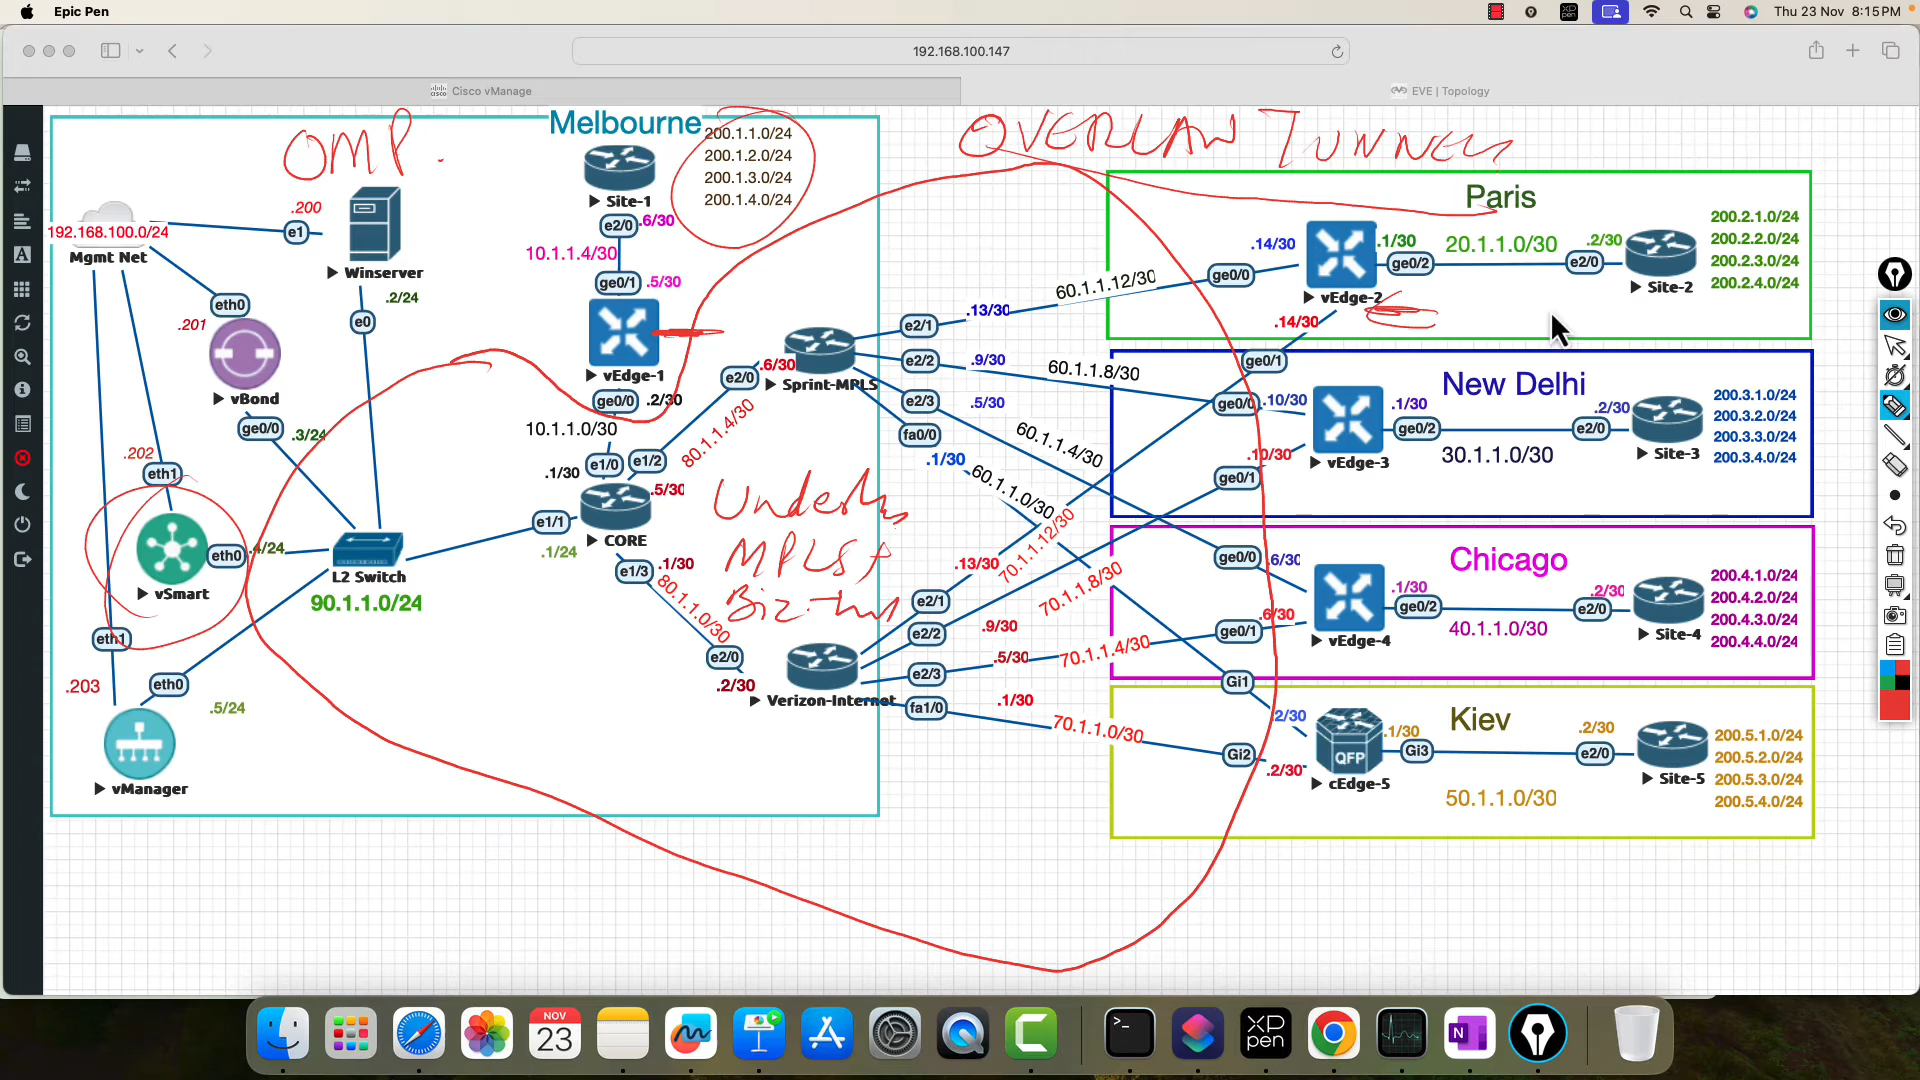 Epic Pen
Thu 23 Nov 8:15 PM
192.168.100.147
Cisco vManage
EVE | Topology
OMP.
OVERLAY TUNNELS
Melbourne
200.1.1.0/24
200.1.2.0/24
200.1.3.0/24
200.1.4.0/24
Site-1
e2/0
.6/30
10.1.1.4/30
ge0/1
.5/30
vEdge-1
ge0/0
.2/30
10.1.1.0/30
.1/30
e1/0
e1/2
80.1.1.4/30
.5/30
CORE
e1/1
.1/24
e1/3
.1/30
80.1.1.0/30
e2/0
.2/30
e2/0
.6/30
Sprint-MPLS
Verizon-Internet
192.168.100.0/24
Mgmt Net
e1
.200
Winserver
.2/24
e0
eth0
.201
vBond
ge0/0
.3/24
.202
eth1
vSmart
eth0
.4/24
L2 Switch
90.1.1.0/24
eth1
.203
eth0
.5/24
vManager
MPLS +
e2/1
.13/30
60.1.1.12/30
e2/2
.9/30
60.1.1.8/30
e2/3
.5/30
60.1.1.4/30
fa0/0
.1/30
60.1.1.0/30
e2/1
.13/30
70.1.1.12/30
e2/2
.9/30
70.1.1.8/30
e2/3
.5/30
70.1.1.4/30
fa1/0
.1/30
70.1.1.0/30
Paris
.14/30
ge0/0
vEdge-2
.14/30
ge0/1
.1/30
ge0/2
20.1.1.0/30
.2/30
e2/0
Site-2
200.2.1.0/24
200.2.2.0/24
200.2.3.0/24
200.2.4.0/24
New Delhi
ge0/0
.10/30
.10/30
ge0/1
vEdge-3
.1/30
ge0/2
30.1.1.0/30
.2/30
e2/0
Site-3
200.3.1.0/24
200.3.2.0/24
200.3.3.0/24
200.3.4.0/24
Chicago
ge0/0
.6/30
ge0/1
.6/30
vEdge-4
.1/30
ge0/2
40.1.1.0/30
.2/30
e2/0
Site-4
200.4.1.0/24
200.4.2.0/24
200.4.3.0/24
200.4.4.0/24
Kiev
Gi1
.2/30
Gi2
.2/30
QFP
cEdge-5
.1/30
Gi3
50.1.1.0/30
.2/30
e2/0
Site-5
200.5.1.0/24
200.5.2.0/24
200.5.3.0/24
200.5.4.0/24
NOV
23
XP
pen